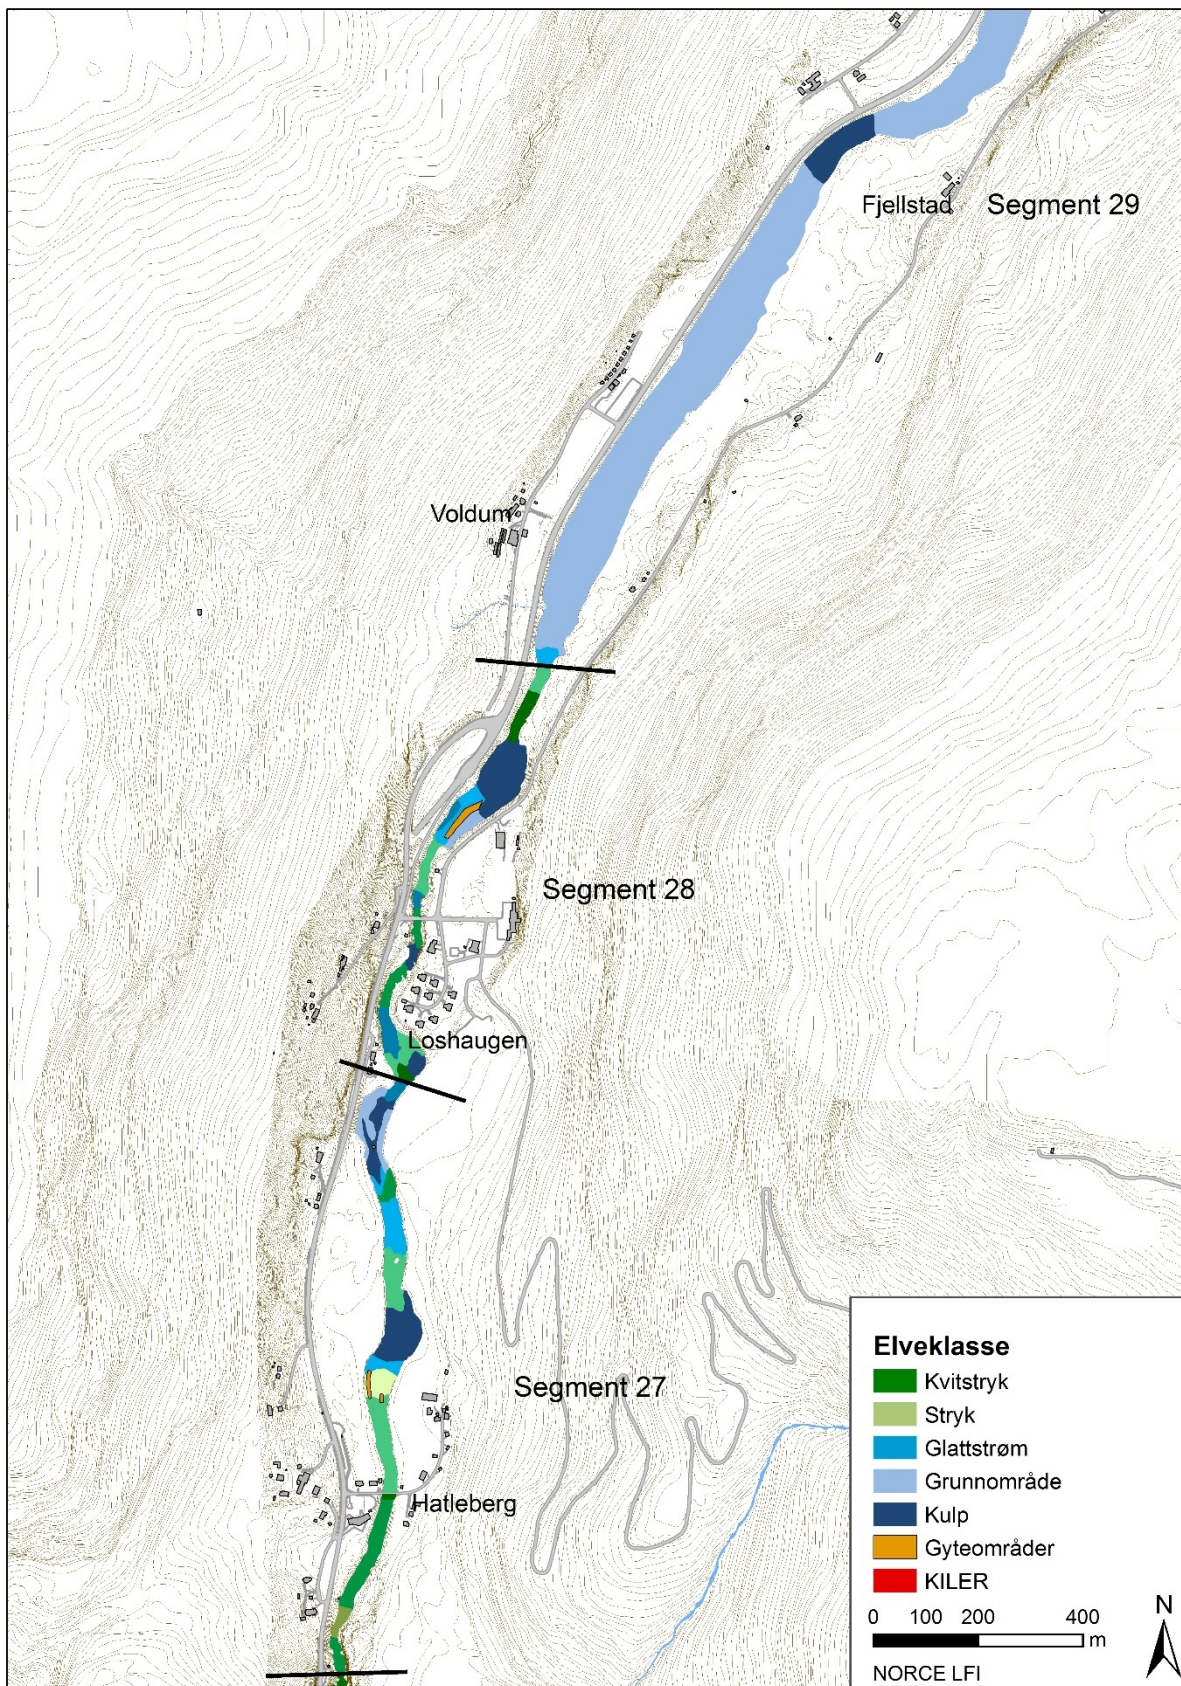 Fjellstad
Segment 29
Voldum
Segment 28
Loshaugen
Segment 27
Hatleberg
Elveklasse
Kvitstryk
Stryk
Glattstrøm
Grunnområde
Kulp
Gyteområder
KILER
0 100 200 400
m
NORCE LFI
N